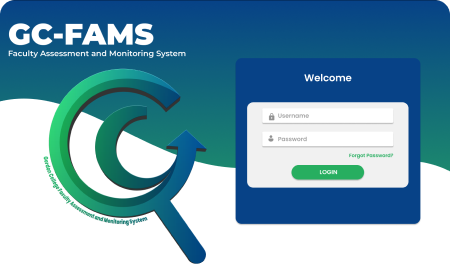 GC-FAMS
Faculty Assessment and Monitoring System
Welcome
Username
Password
Forgot Password?
LOGIN
Gordon College Faculty Assessment and Monitoring System